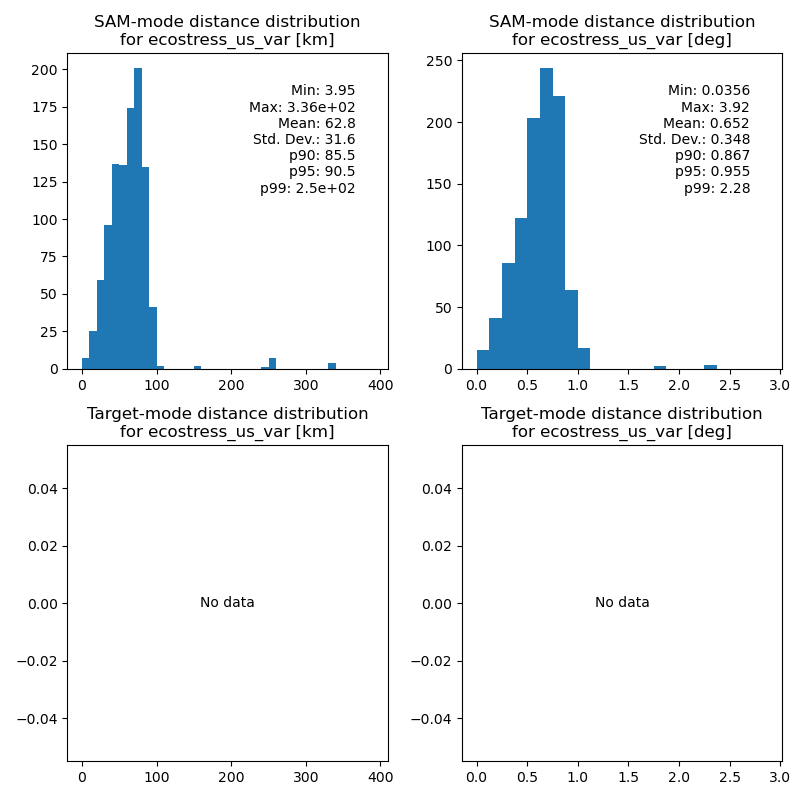 SAM-mode distance distribution
for ecostress_us_var [km]
200
175
150
125
100
75
50
25
0
Min: 3.95
Max: 3.36e+02
Mean: 62.8
Std. Dev.: 31.6
p90: 85.5
p95: 90.5
p99: 2.5e+02
0 100 200 300 400
SAM-mode distance distribution
for ecostress_us_var [deg]
250
200
150
100
50
0
Min: 0.0356
Max: 3.92
Mean: 0.652
Std. Dev.: 0.348
p90: 0.867
p95: 0.955
p99: 2.28
0.0 0.5 1.0 1.5 2.0 2.5 3.0
Target-mode distance distribution
for ecostress_us_var [km]
0.04
0.02
0.00
−0.02
−0.04
No data
0 100 200 300 400
Target-mode distance distribution
for ecostress_us_var [deg]
0.04
0.02
0.00
−0.02
−0.04
No data
0.0 0.5 1.0 1.5 2.0 2.5 3.0